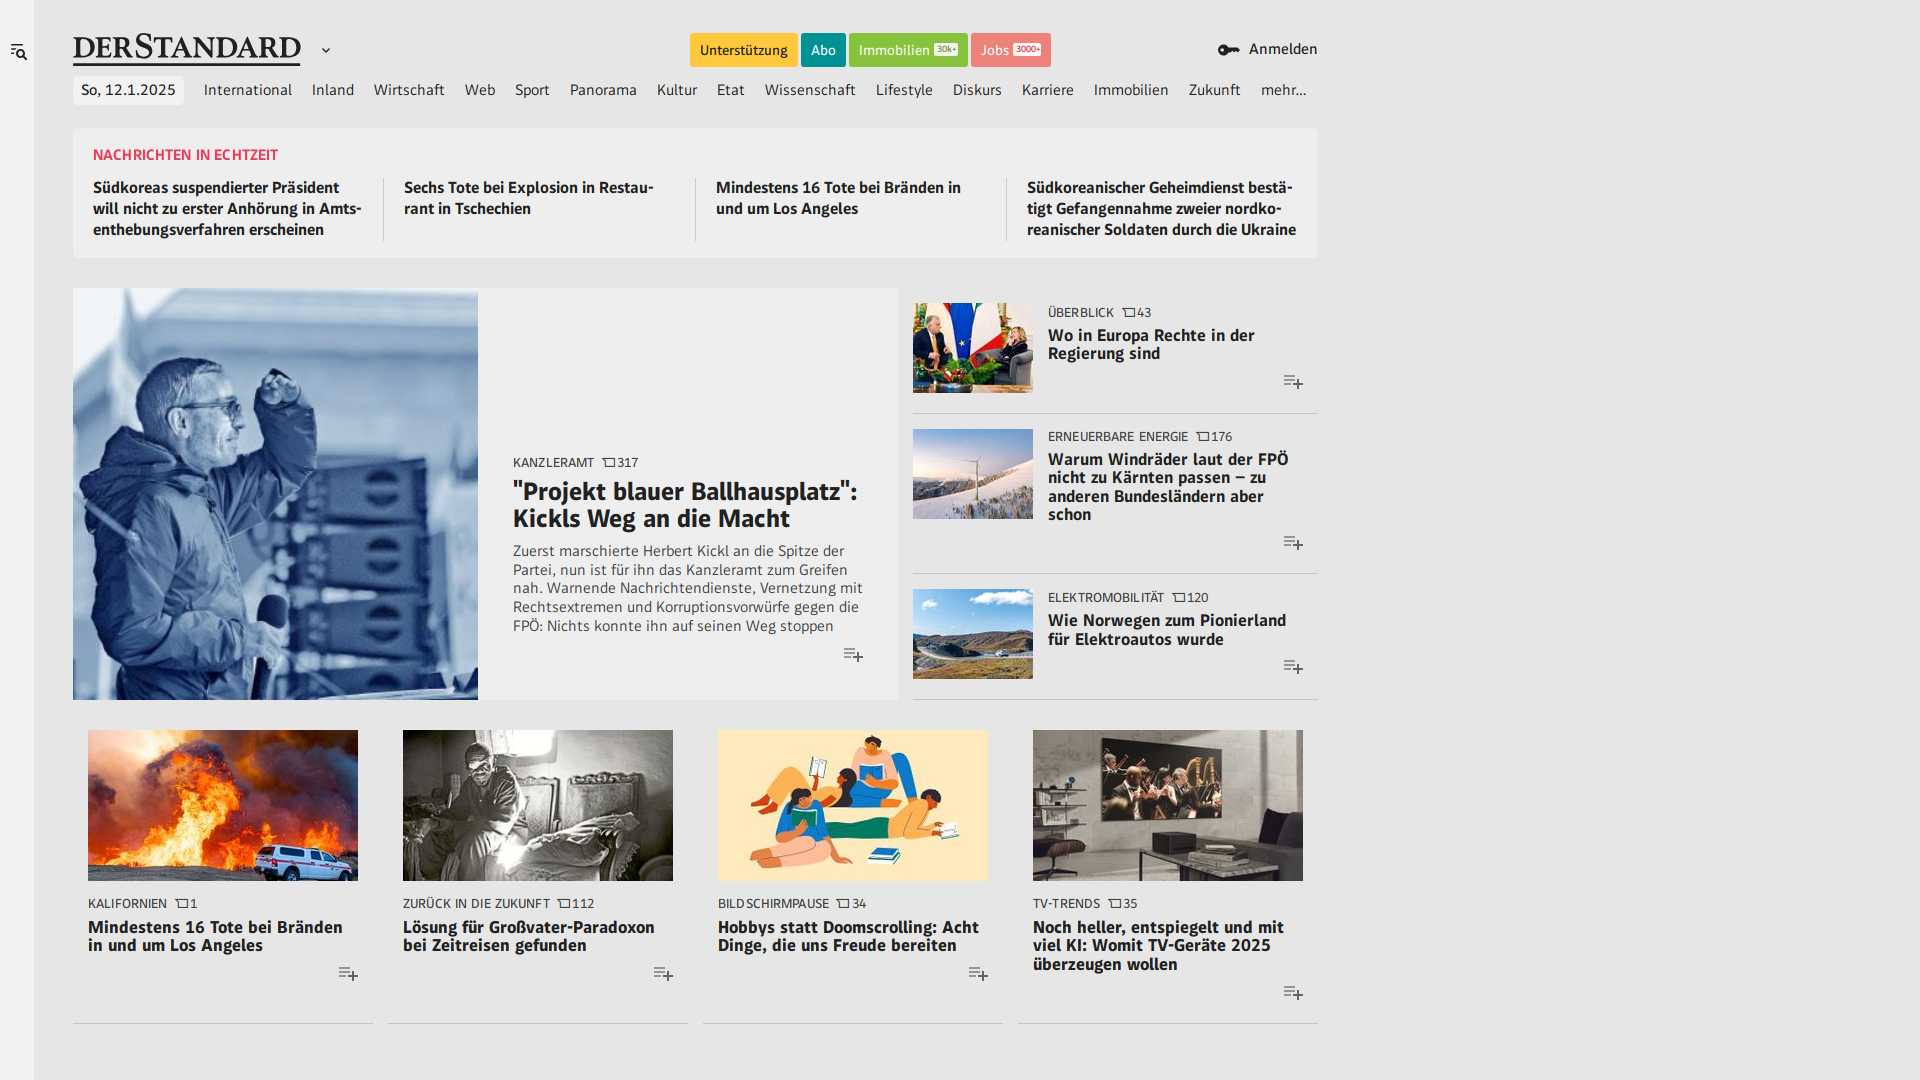 DERSTANDARD
Unterstützung
Abo
Immobilien 30k+
Jobs 3000+
Anmelden
So, 12.1.2025
International
Inland
Wirtschaft
Web
Sport
Panorama
Kultur
Etat
Wissenschaft
Lifestyle
Diskurs
Karriere
Immobilien
Zukunft
mehr...
NACHRICHTEN IN ECHTZEIT
Südkoreas suspendierter Präsident
will nicht zu erster Anhörung in Amts-
enthebungsverfahren erscheinen
Sechs Tote bei Explosion in Restau-
rant in Tschechien
Mindestens 16 Tote bei Bränden in
und um Los Angeles
Südkoreanischer Geheimdienst bestä-
tigt Gefangennahme zweier nordko-
reanischer Soldaten durch die Ukraine
KANZLERAMT 317
"Projekt blauer Ballhausplatz":
Kickls Weg an die Macht
Zuerst marschierte Herbert Kickl an die Spitze der
Partei, nun ist für ihn das Kanzleramt zum Greifen
nah. Warnende Nachrichtendienste, Vernetzung mit
Rechtsextremen und Korruptionsvorwürfe gegen die
FPÖ: Nichts konnte ihn auf seinen Weg stoppen
ÜBERBLICK 43
Wo in Europa Rechte in der
Regierung sind
ERNEUERBARE ENERGIE 176
Warum Windräder laut der FPÖ
nicht zu Kärnten passen – zu
anderen Bundesländern aber
schon
ELEKTROMOBILITÄT 120
Wie Norwegen zum Pionierland
für Elektroautos wurde
KALIFORNIEN 1
Mindestens 16 Tote bei Bränden
in und um Los Angeles
ZURÜCK IN DIE ZUKUNFT 112
Lösung für Großvater-Paradoxon
bei Zeitreisen gefunden
BILDSCHIRMPAUSE 34
Hobbys statt Doomscrolling: Acht
Dinge, die uns Freude bereiten
TV-TRENDS 35
Noch heller, entspiegelt und mit
viel KI: Womit TV-Geräte 2025
überzeugen wollen